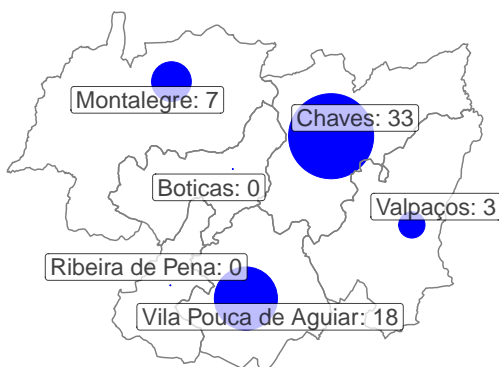 Montalegre: 7
Chaves: 33
Boticas: 0
Valpaços: 3
Ribeira de Pena: 0
Vila Pouca de Aguiar: 18